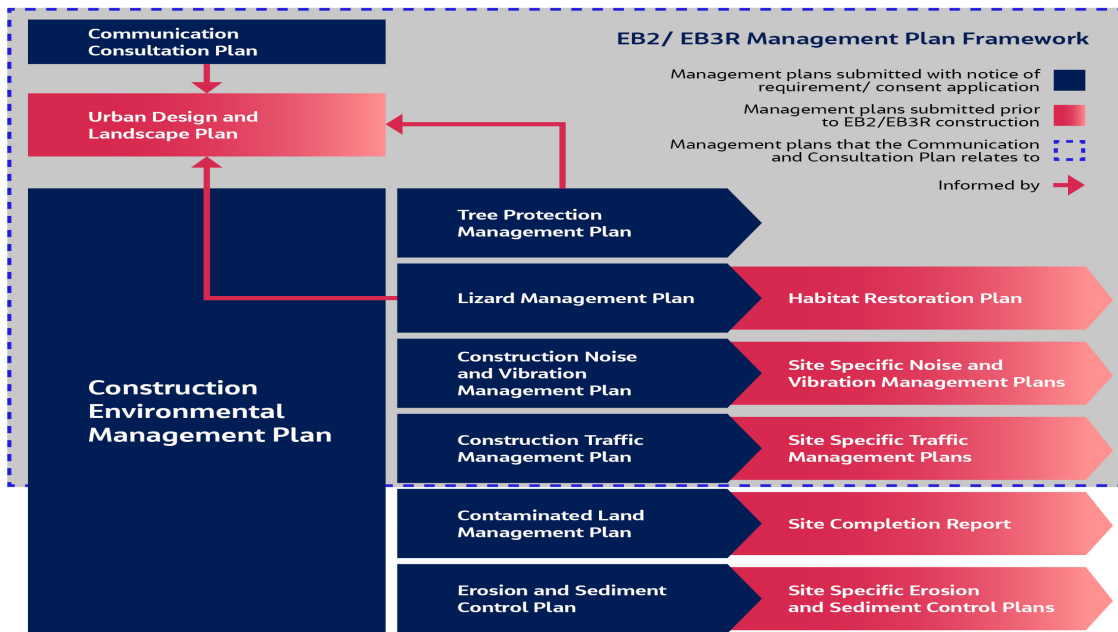 Communication
Consultation Plan
EB2/ EB3R Management Plan Framework
Management plans submitted with notice of
requirement/ consent application
Management plans submitted prior
to EB2/EB3R construction
Management plans that the Communication
and Consultation Plan relates to
Informed by
Urban Design and
Landscape Plan
Construction
Environmental
Management Plan
Tree Protection
Management Plan
Lizard Management Plan
Habitat Restoration Plan
Construction Noise
and Vibration
Management Plan
Site Specific Noise and
Vibration Management Plans
Construction Traffic
Management Plan
Site Specific Traffic
Management Plans
Contaminated Land
Management Plan
Site Completion Report
Erosion and Sediment
Control Plan
Site Specific Erosion
and Sediment Control Plans